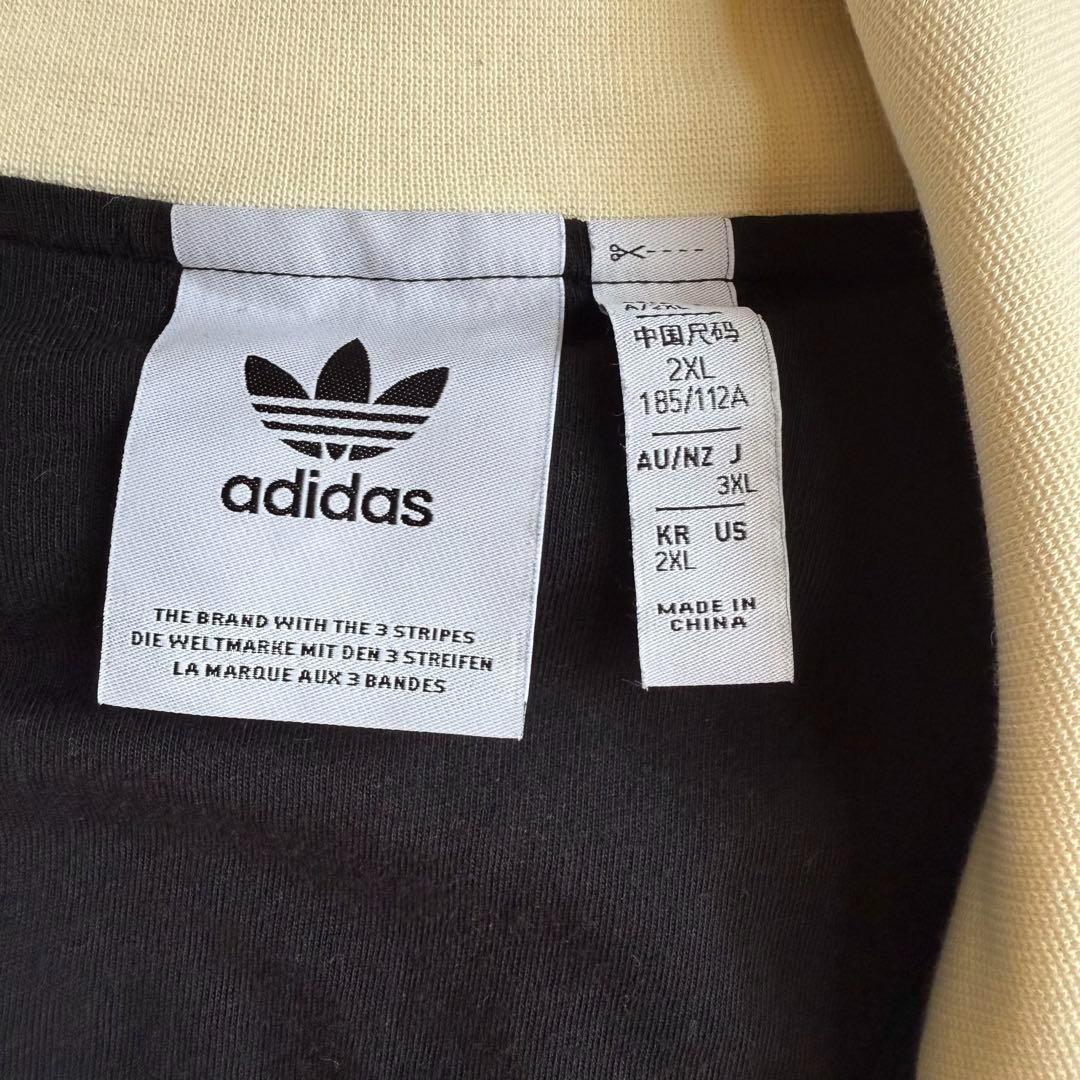 adidas
THE BRAND WITH THE 3 STRIPES
DIE WELTMARKE MIT DEN 3 STREIFEN
LA MARQUE AUX 3 BANDES
A/2XL
中国尺码
2XL
185/112A
AU/NZ J
3XL
KR US
2XL
MADE IN
CHINA